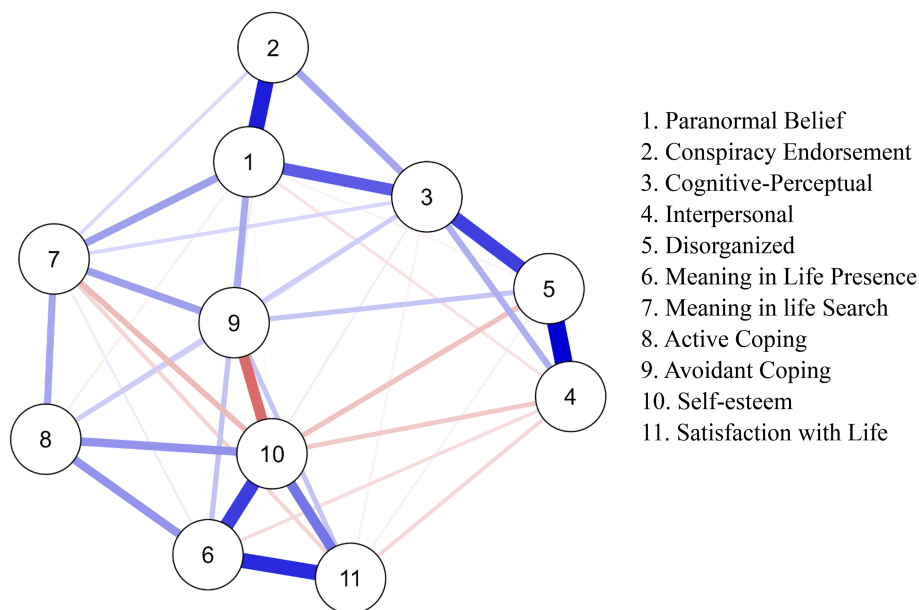 2
1
3
7
5
9
4
8
10
6
11
1. Paranormal Belief
2. Conspiracy Endorsement
3. Cognitive-Perceptual
4. Interpersonal
5. Disorganized
6. Meaning in Life Presence
7. Meaning in life Search
8. Active Coping
9. Avoidant Coping
10. Self-esteem
11. Satisfaction with Life